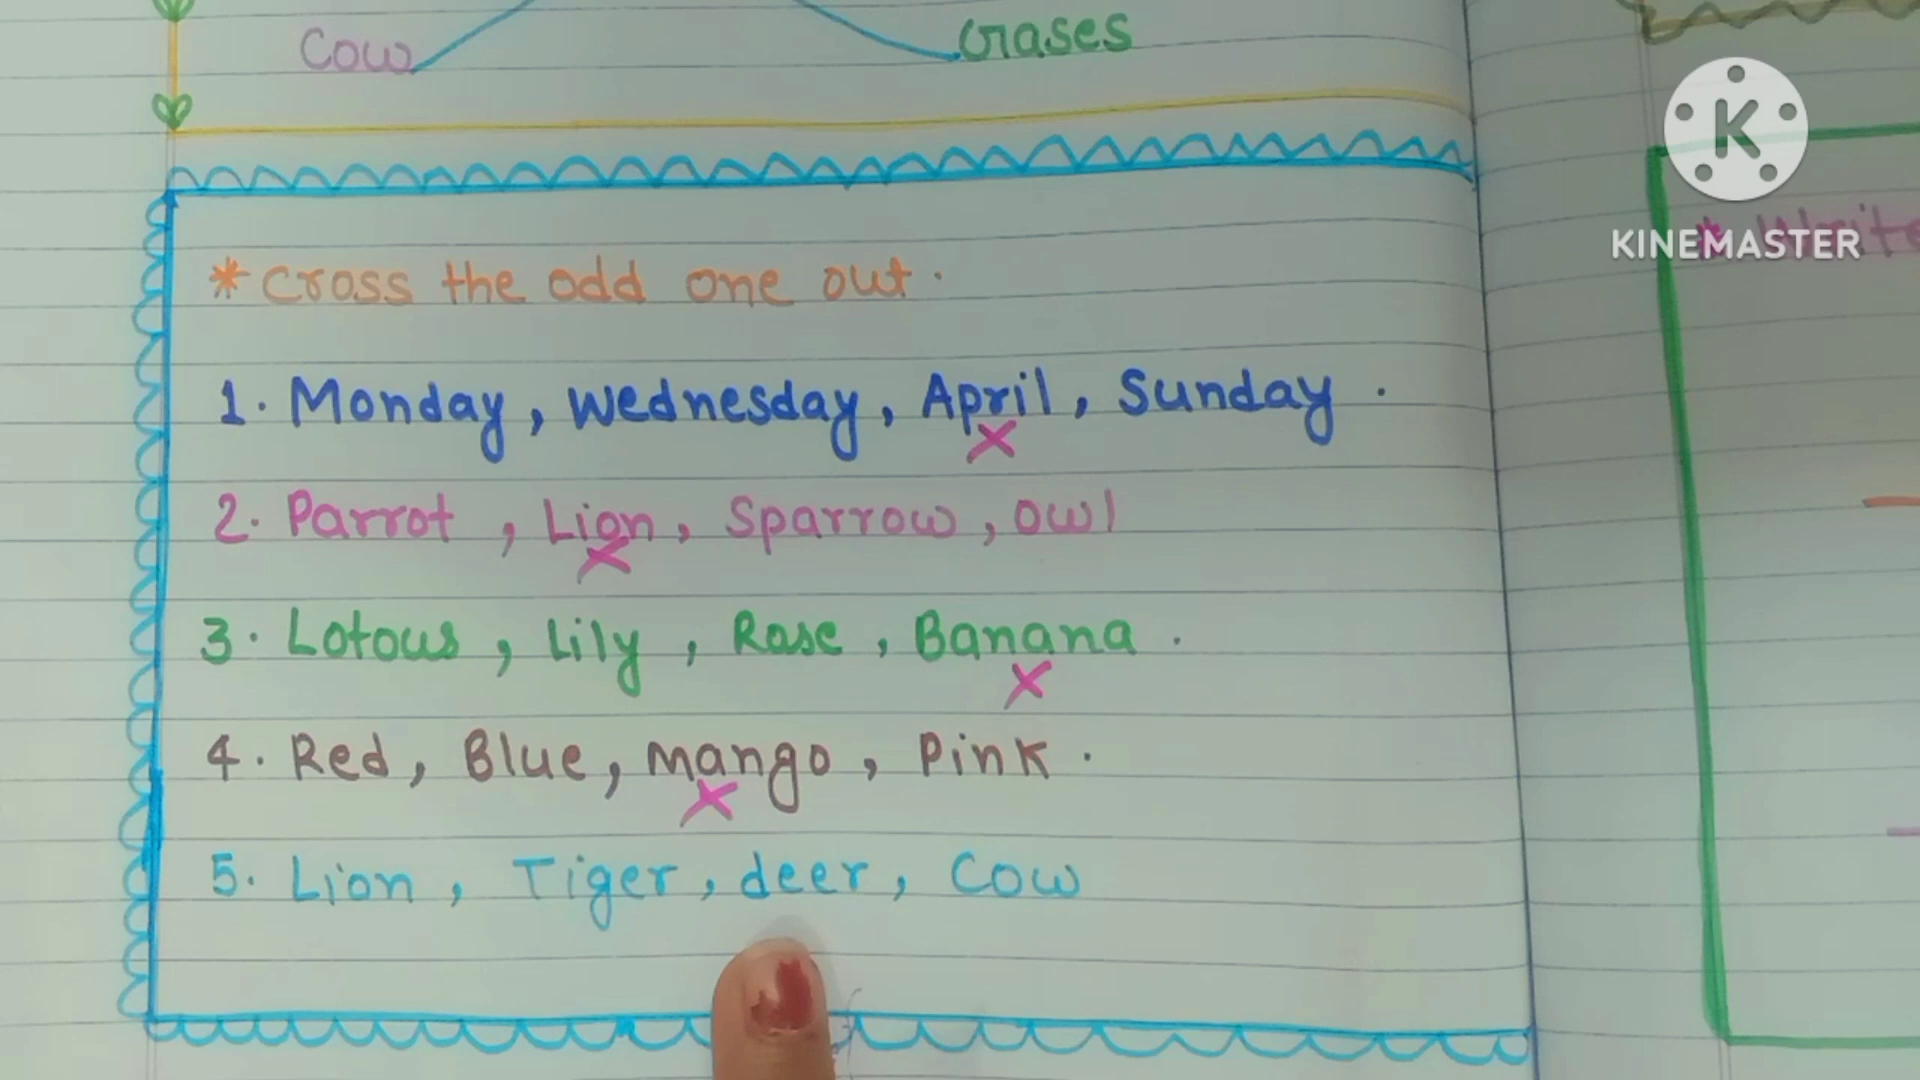 Cow
Grases
KINEMASTER
* Write
* Cross the odd one out.
1. Monday, Wednesday, April, Sunday.
2. Parrot, Lion, Sparrow, owl
3. Lotous, Lily, Rose, Banana.
4. Red, Blue, mango, Pink.
5. Lion, Tiger, deer, Cow